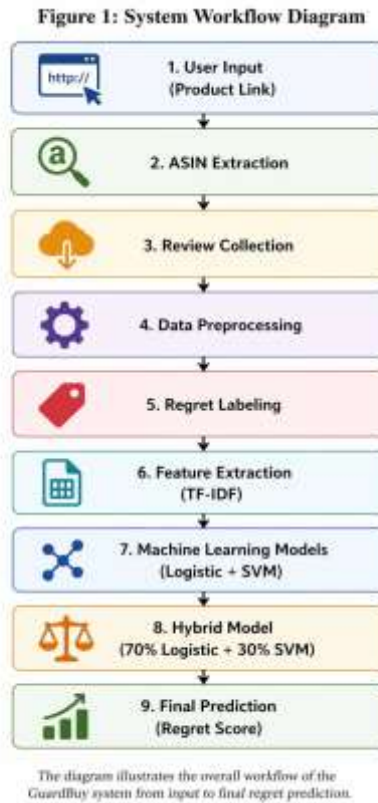 Figure 1: System Workflow Diagram
http://
1. User Input
(Product Link)
a
2. ASIN Extraction
3. Review Collection
4. Data Preprocessing
5. Regret Labeling
6. Feature Extraction
(TF-IDF)
7. Machine Learning Models
(Logistic + SVM)
8. Hybrid Model
(70% Logistic + 30% SVM)
9. Final Prediction
(Regret Score)
The diagram illustrates the overall workflow of the
GuardBuy system from input to final regret prediction.